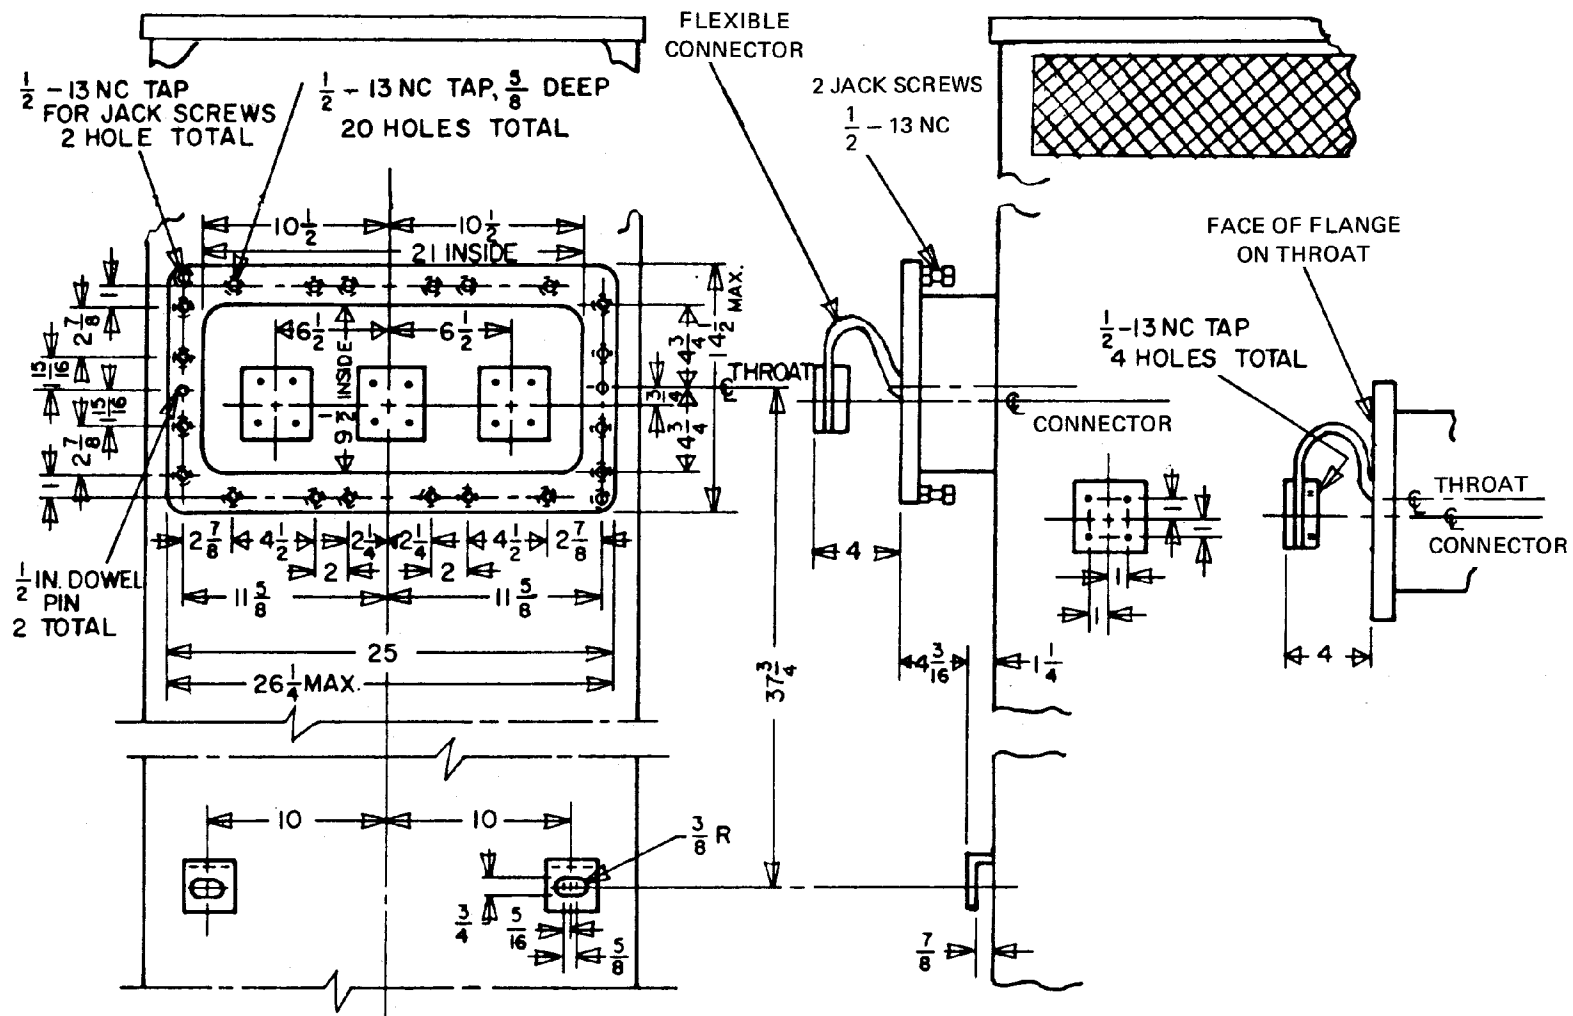 FLEXIBLE
CONNECTOR
1/2 - 13 NC TAP
FOR JACK SCREWS
2 HOLE TOTAL
1/2 - 13 NC TAP, 5/8 DEEP
20 HOLES TOTAL
2 JACK SCREWS
1/2 - 13 NC
FACE OF FLANGE
ON THROAT
1/2 - 13 NC TAP
4 HOLES TOTAL
10 1/2
10 1/2
21 INSIDE
6 1/2
6 1/2
9 1/2 INSIDE
1
2 7/8
1 15/16
1 15/16
2 7/8
1
4 3/4
3/4
4 3/4
14 1/2 MAX.
℄ THROAT
℄ CONNECTOR
℄ THROAT
℄ CONNECTOR
2 7/8
4 1/2
2 1/4
2 1/4
4 1/2
2 7/8
2
2
1/2 IN. DOWEL
PIN
2 TOTAL
11 5/8
11 5/8
25
26 1/4 MAX.
37 3/4
4
4 3/16
1 1/4
1
1
1
1
4
10
10
3/8 R
3/4
5/16
5/8
7/8